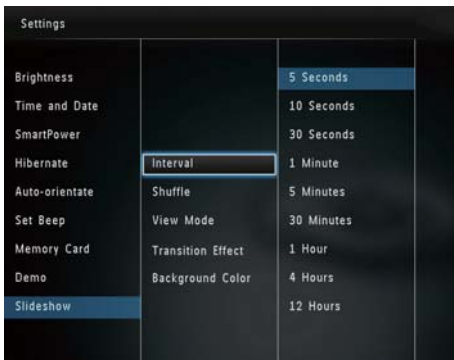 Settings
Brightness
Time and Date
SmartPower
Hibernate
Auto-orientate
Set Beep
Memory Card
Demo
Slideshow
Interval
Shuffle
View Mode
Transition Effect
Background Color
5 Seconds
10 Seconds
30 Seconds
1 Minute
5 Minutes
30 Minutes
1 Hour
4 Hours
12 Hours